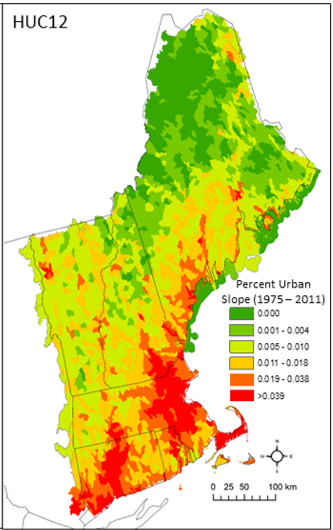 HUC12
Percent Urban
Slope (1975 – 2011)
0.000
0.001 - 0.004
0.005 - 0.010
0.011 - 0.018
0.019 - 0.038
>0.039
N
W E
S
0 25 50 100 km